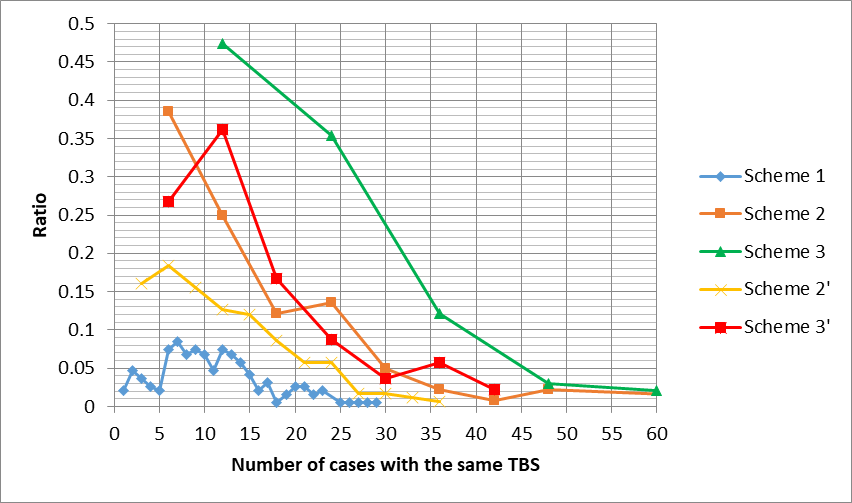 0.5
0.45
0.4
0.35
0.3
0.25
0.2
0.15
0.1
0.05
0
Ratio
0 5 10 15 20 25 30 35 40 45 50 55 60
Number of cases with the same TBS
Scheme 1
Scheme 2
Scheme 3
Scheme 2'
Scheme 3'